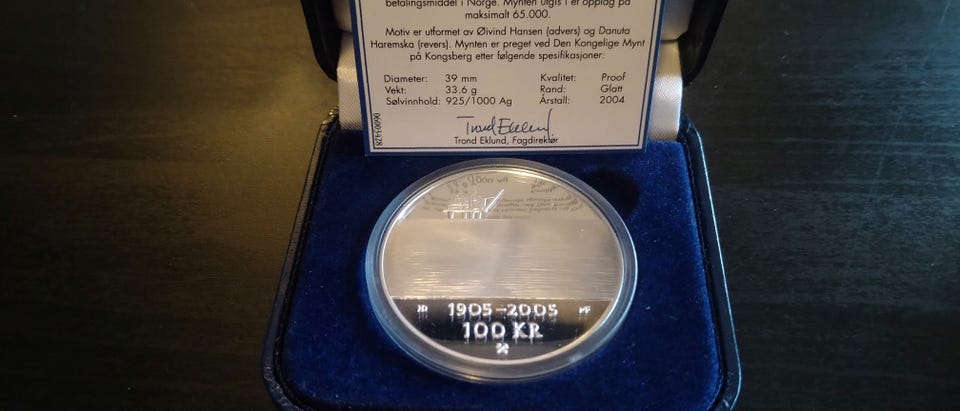 betalingsmiddel i Norge. Mynten utgis i et opplag på
maksimalt 65.000.
Motiv er utformet av Øivind Hansen (advers) og Danuta
Haremska (revers). Mynten er preget ved Den Kongelige Mynt
på Kongsberg etter følgende spesifikasjoner:
Diameter: 39 mm Kvalitet: Proof
Vekt: 33.6 g Rand: Glatt
Sølvinnhold: 925/1000 Ag Årstall: 2004
Trond Eklund
Trond Eklund, Fagdirektør
1905-2005
100 KR